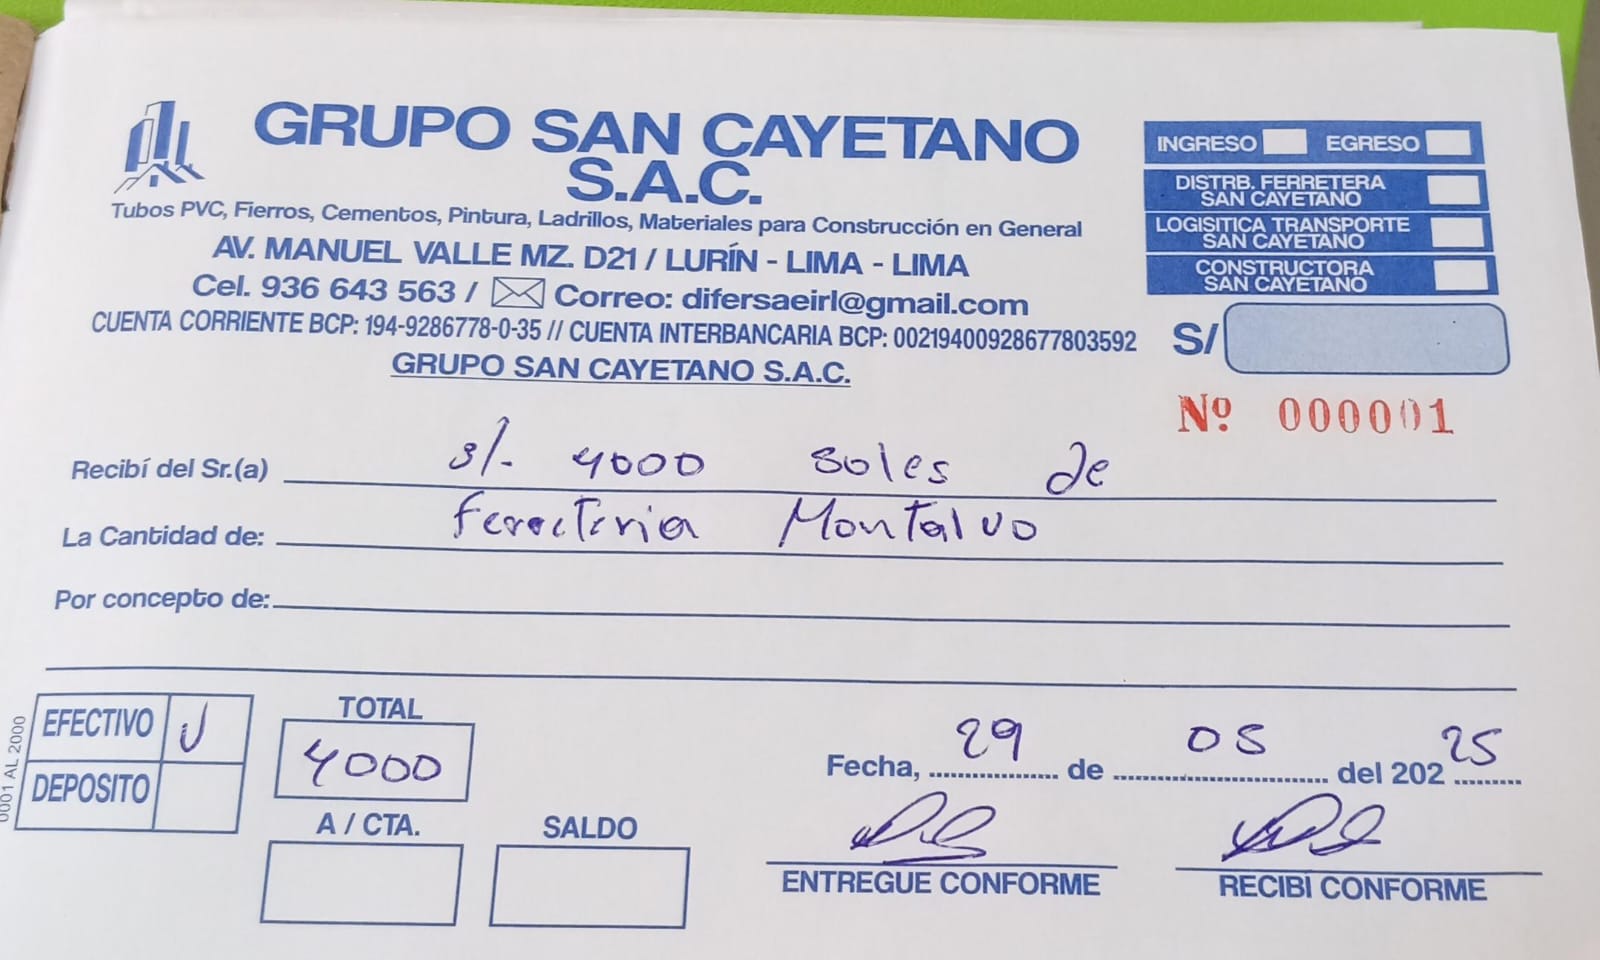 GRUPO SAN CAYETANO
S.A.C.
Tubos PVC, Fierros, Cementos, Pintura, Ladrillos, Materiales para Construcción en General
AV. MANUEL VALLE MZ. D21 / LURÍN - LIMA - LIMA
Cel. 936 643 563 / Correo: difersaeirl@gmail.com
CUENTA CORRIENTE BCP: 194-9286778-0-35 // CUENTA INTERBANCARIA BCP: 00219400928677803592
GRUPO SAN CAYETANO S.A.C.
INGRESO EGRESO
DISTRB. FERRETERA
SAN CAYETANO
LOGISITICA TRANSPORTE
SAN CAYETANO
CONSTRUCTORA
SAN CAYETANO
S/
Nº 000001
Recibí del Sr.(a) s/. 4000 soles de
La Cantidad de: Ferreteria Montalvo
Por concepto de:
0001 AL 2000
EFECTIVO
DEPOSITO
TOTAL
4000
A / CTA.
SALDO
Fecha, 29 de 05 del 202 25
ENTREGUE CONFORME
RECIBI CONFORME